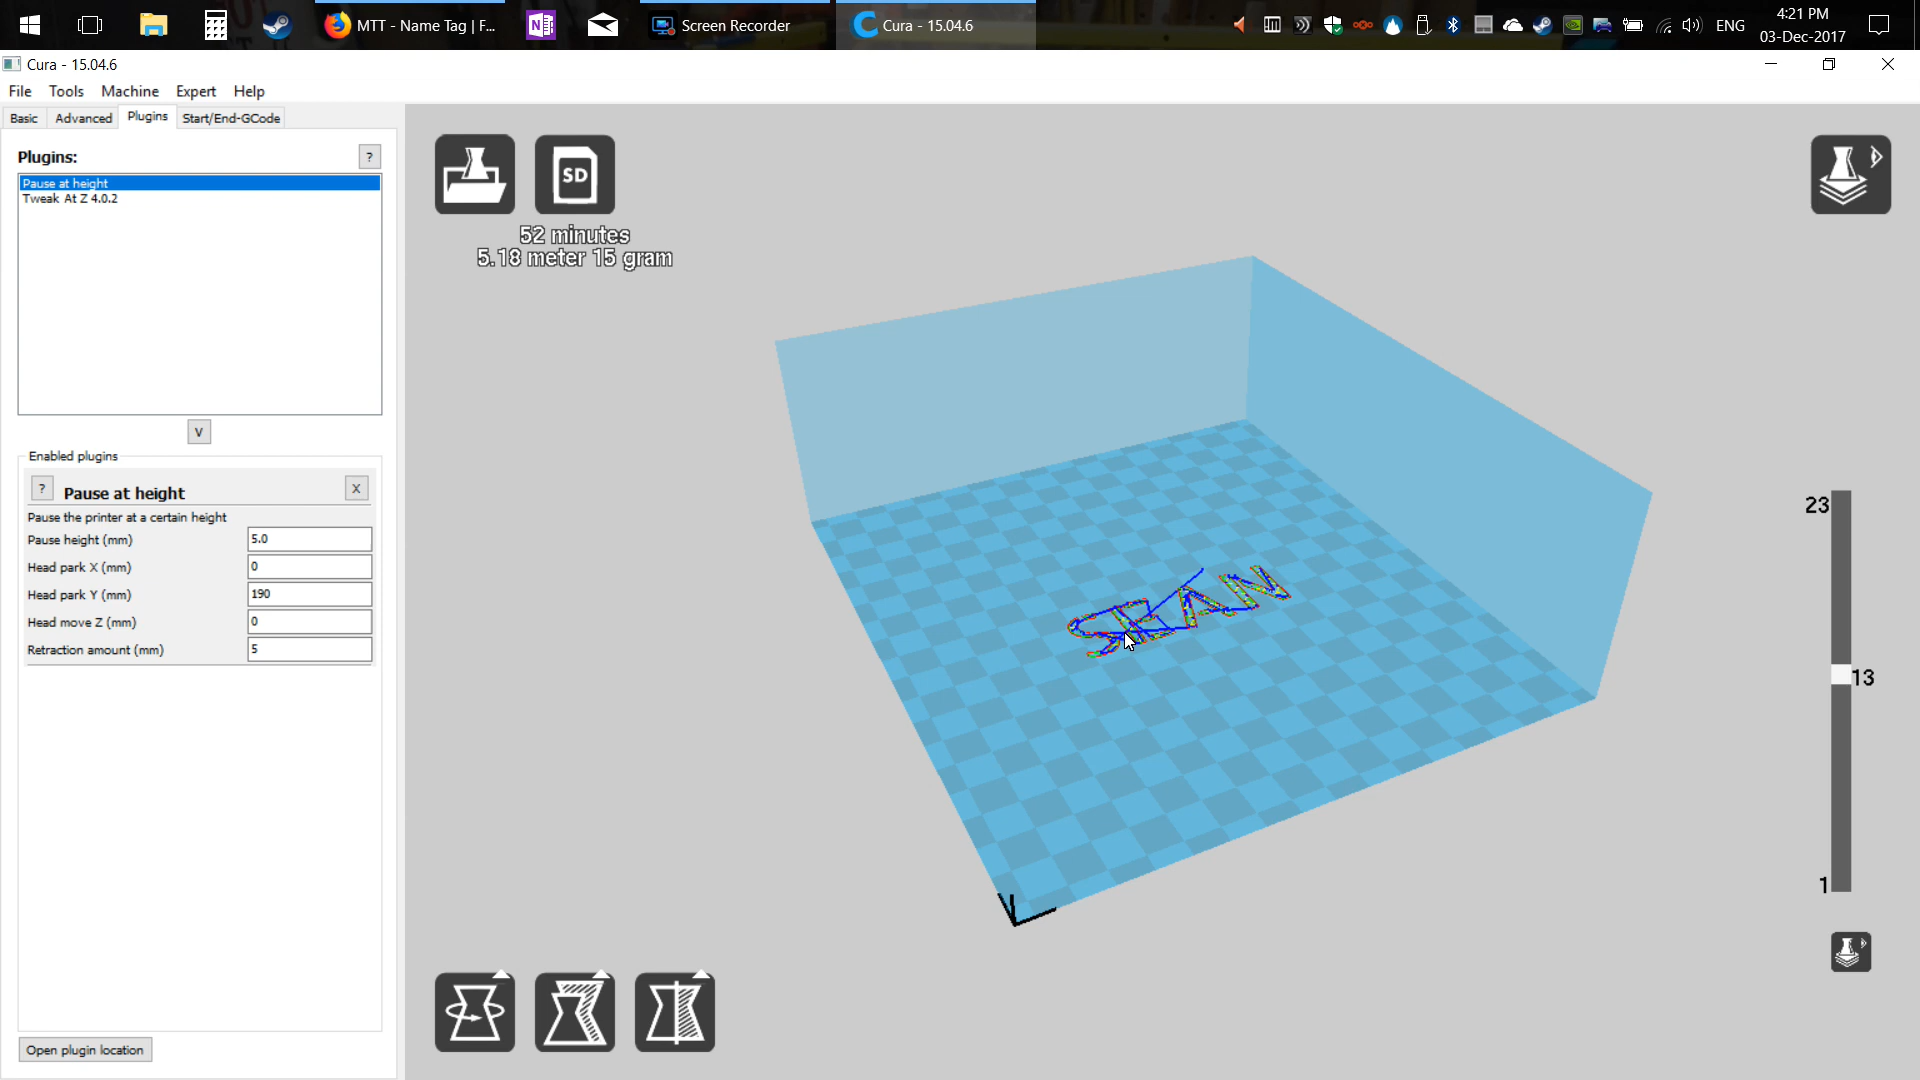 MTT - Name Tag | F...
Screen Recorder
Cura - 15.04.6
ENG
4:21 PM
03-Dec-2017
Cura - 15.04.6
File Tools Machine Expert Help
Basic Advanced Plugins Start/End-GCode
Plugins: ?
Pause at height
Tweak At Z 4.0.2
V
Enabled plugins
? Pause at height X
Pause the printer at a certain height
Pause height (mm) 5.0
Head park X (mm) 0
Head park Y (mm) 190
Head move Z (mm) 0
Retraction amount (mm) 5
Open plugin location
SD
52 minutes
5.18 meter 15 gram
SEAN
23
13
1